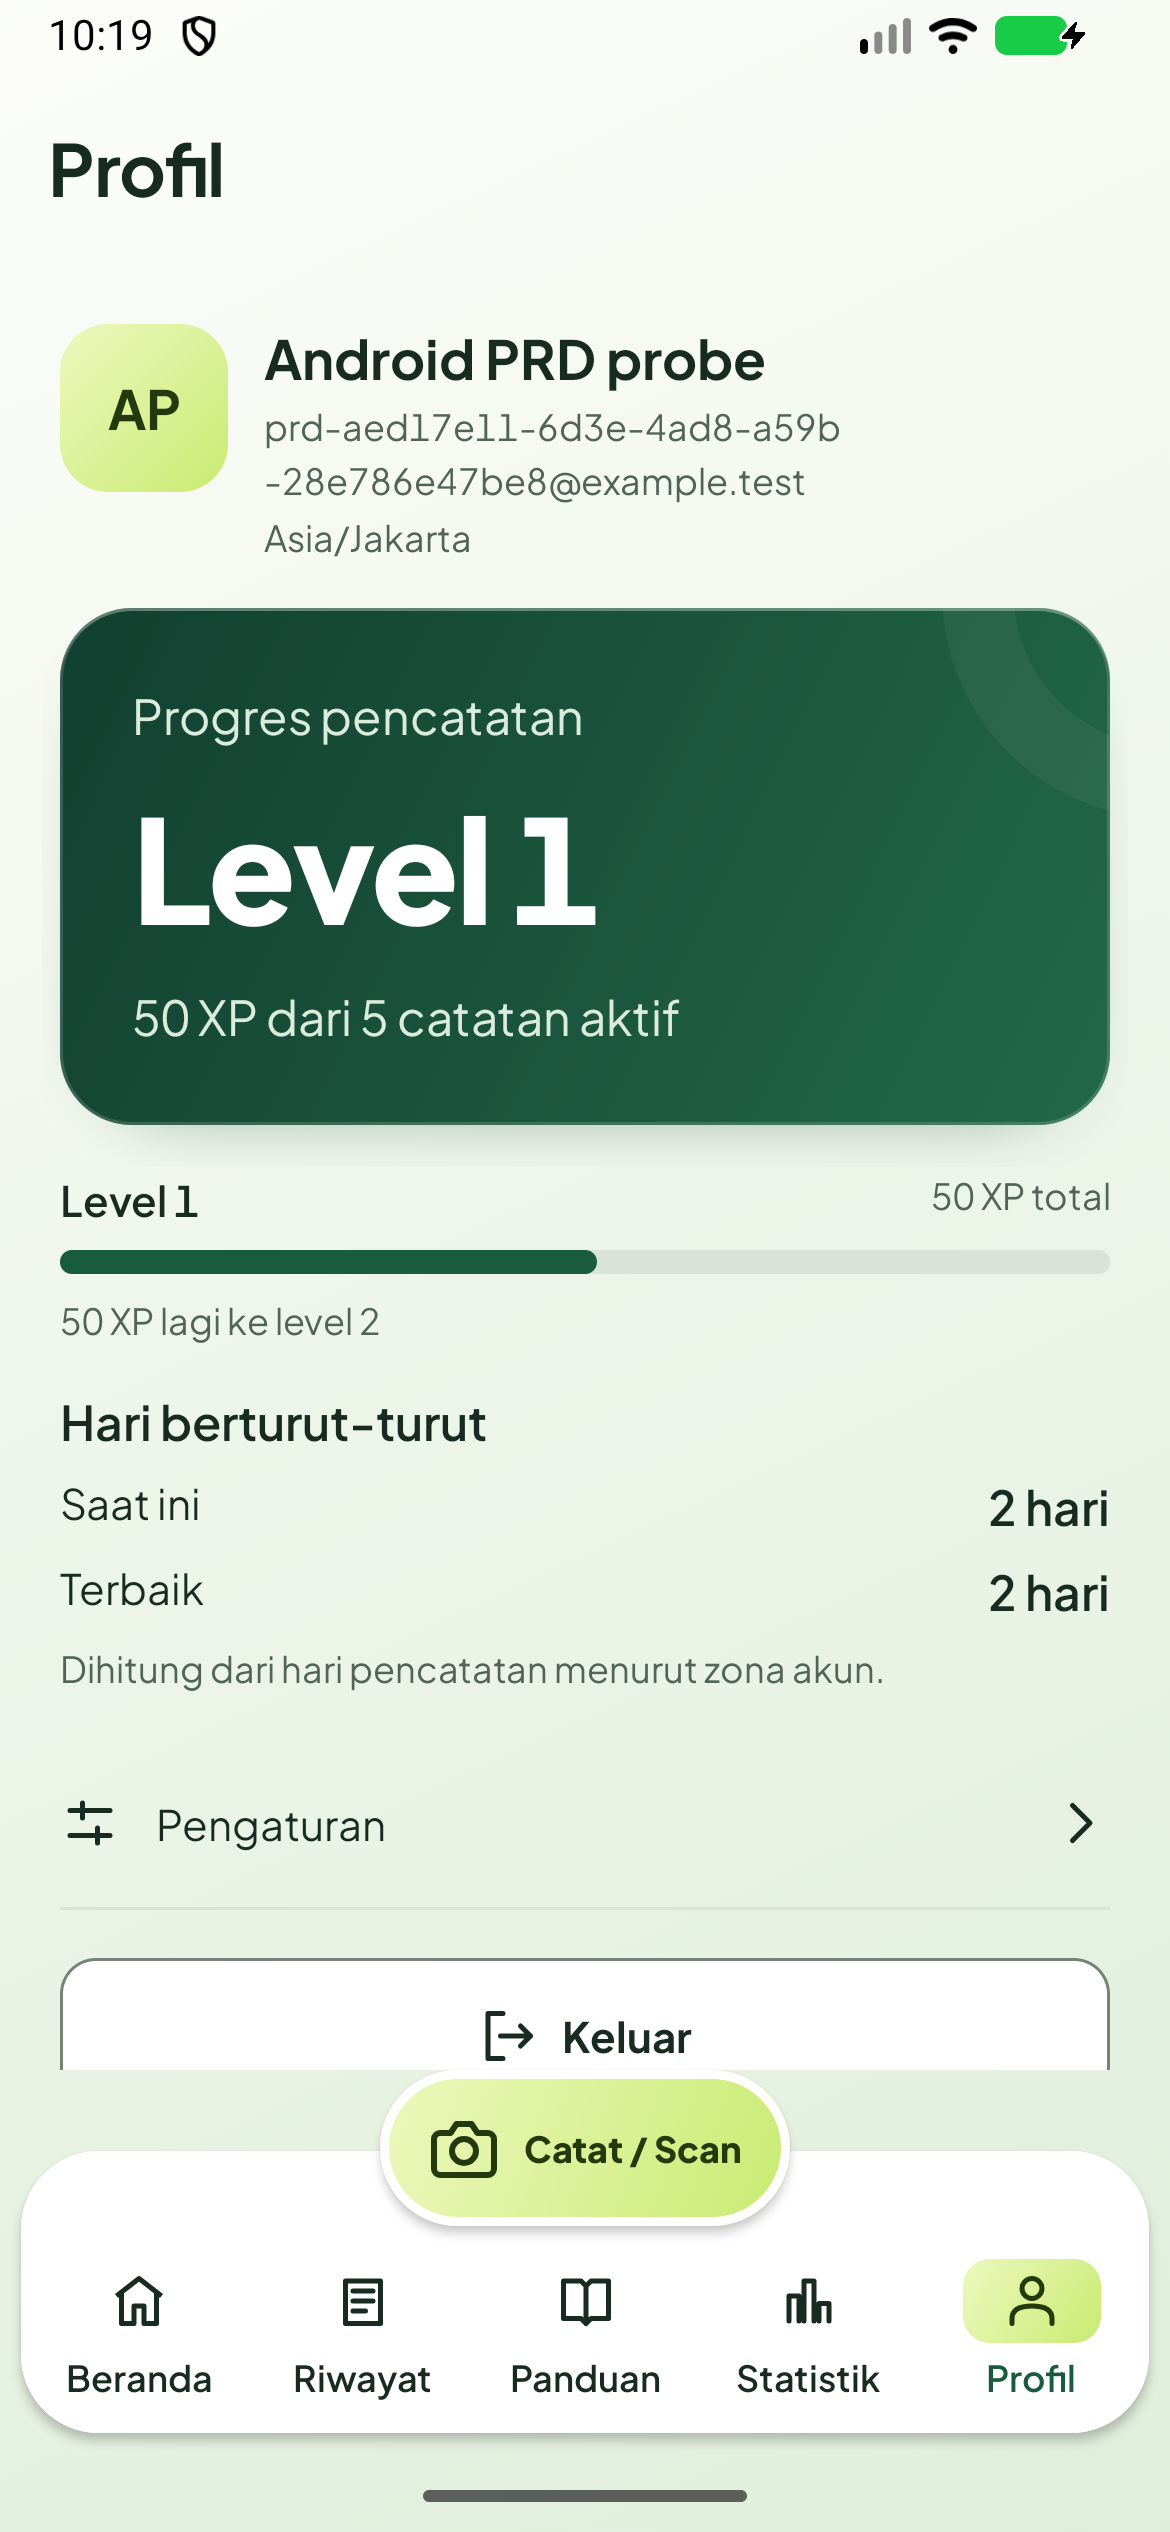 10:19
Profil
AP
Android PRD probe
prd-aed17e11-6d3e-4ad8-a59b
-28e786e47be8@example.test
Asia/Jakarta
Progres pencatatan
Level 1
50 XP dari 5 catatan aktif
Level 1
50 XP total
50 XP lagi ke level 2
Hari berturut-turut
Saat ini
2 hari
Terbaik
2 hari
Dihitung dari hari pencatatan menurut zona akun.
Pengaturan
Keluar
Catat / Scan
Beranda
Riwayat
Panduan
Statistik
Profil